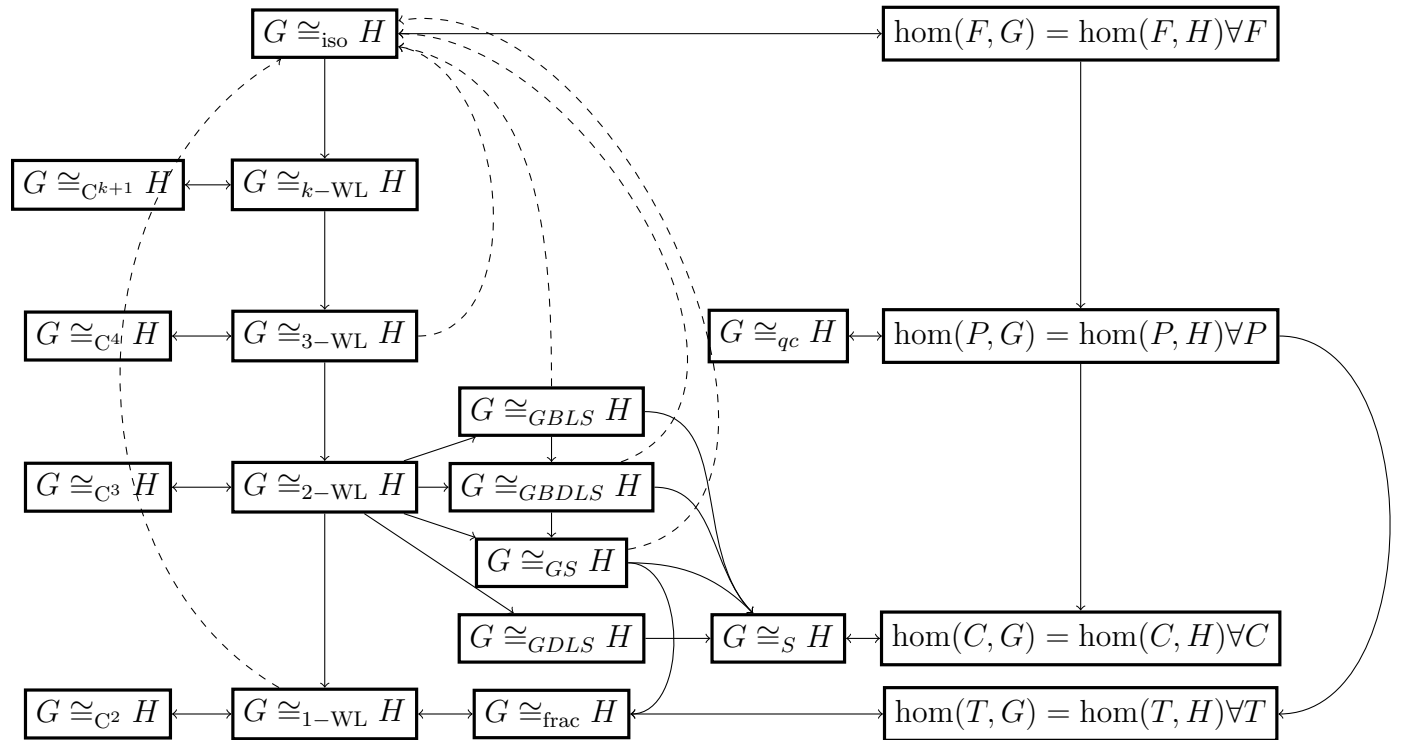 G ≅_iso H
hom(F, G) = hom(F, H)∀F
G ≅_{C^{k+1}} H
G ≅_{k−WL} H
G ≅_{C^4} H
G ≅_{3−WL} H
G ≅_{qc} H
hom(P, G) = hom(P, H)∀P
G ≅_{GBLS} H
G ≅_{C^3} H
G ≅_{2−WL} H
G ≅_{GBDLS} H
G ≅_{GS} H
G ≅_{GDLS} H
G ≅_S H
hom(C, G) = hom(C, H)∀C
G ≅_{C^2} H
G ≅_{1−WL} H
G ≅_frac H
hom(T, G) = hom(T, H)∀T